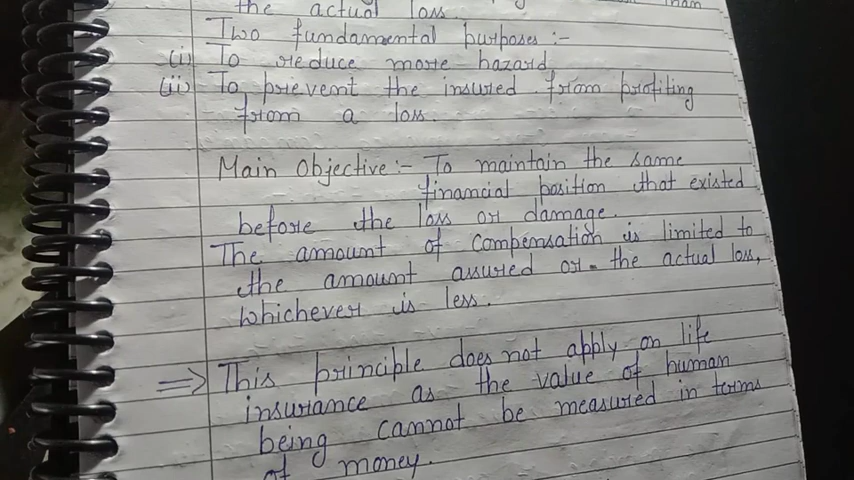 the actual loss.
Two fundamental purposes :-
(i) To reduce more hazard
(ii) To prievent the insured from profiting
from a loss.
Main Objective :- To maintain the same
financial position that existed
before the loss or damage.
The amount of compensation is limited to
the amount assured or the actual loss,
whichever is less.
=> This principle does not apply on life
insurance as the value of human
being cannot be measured in terms
of money.